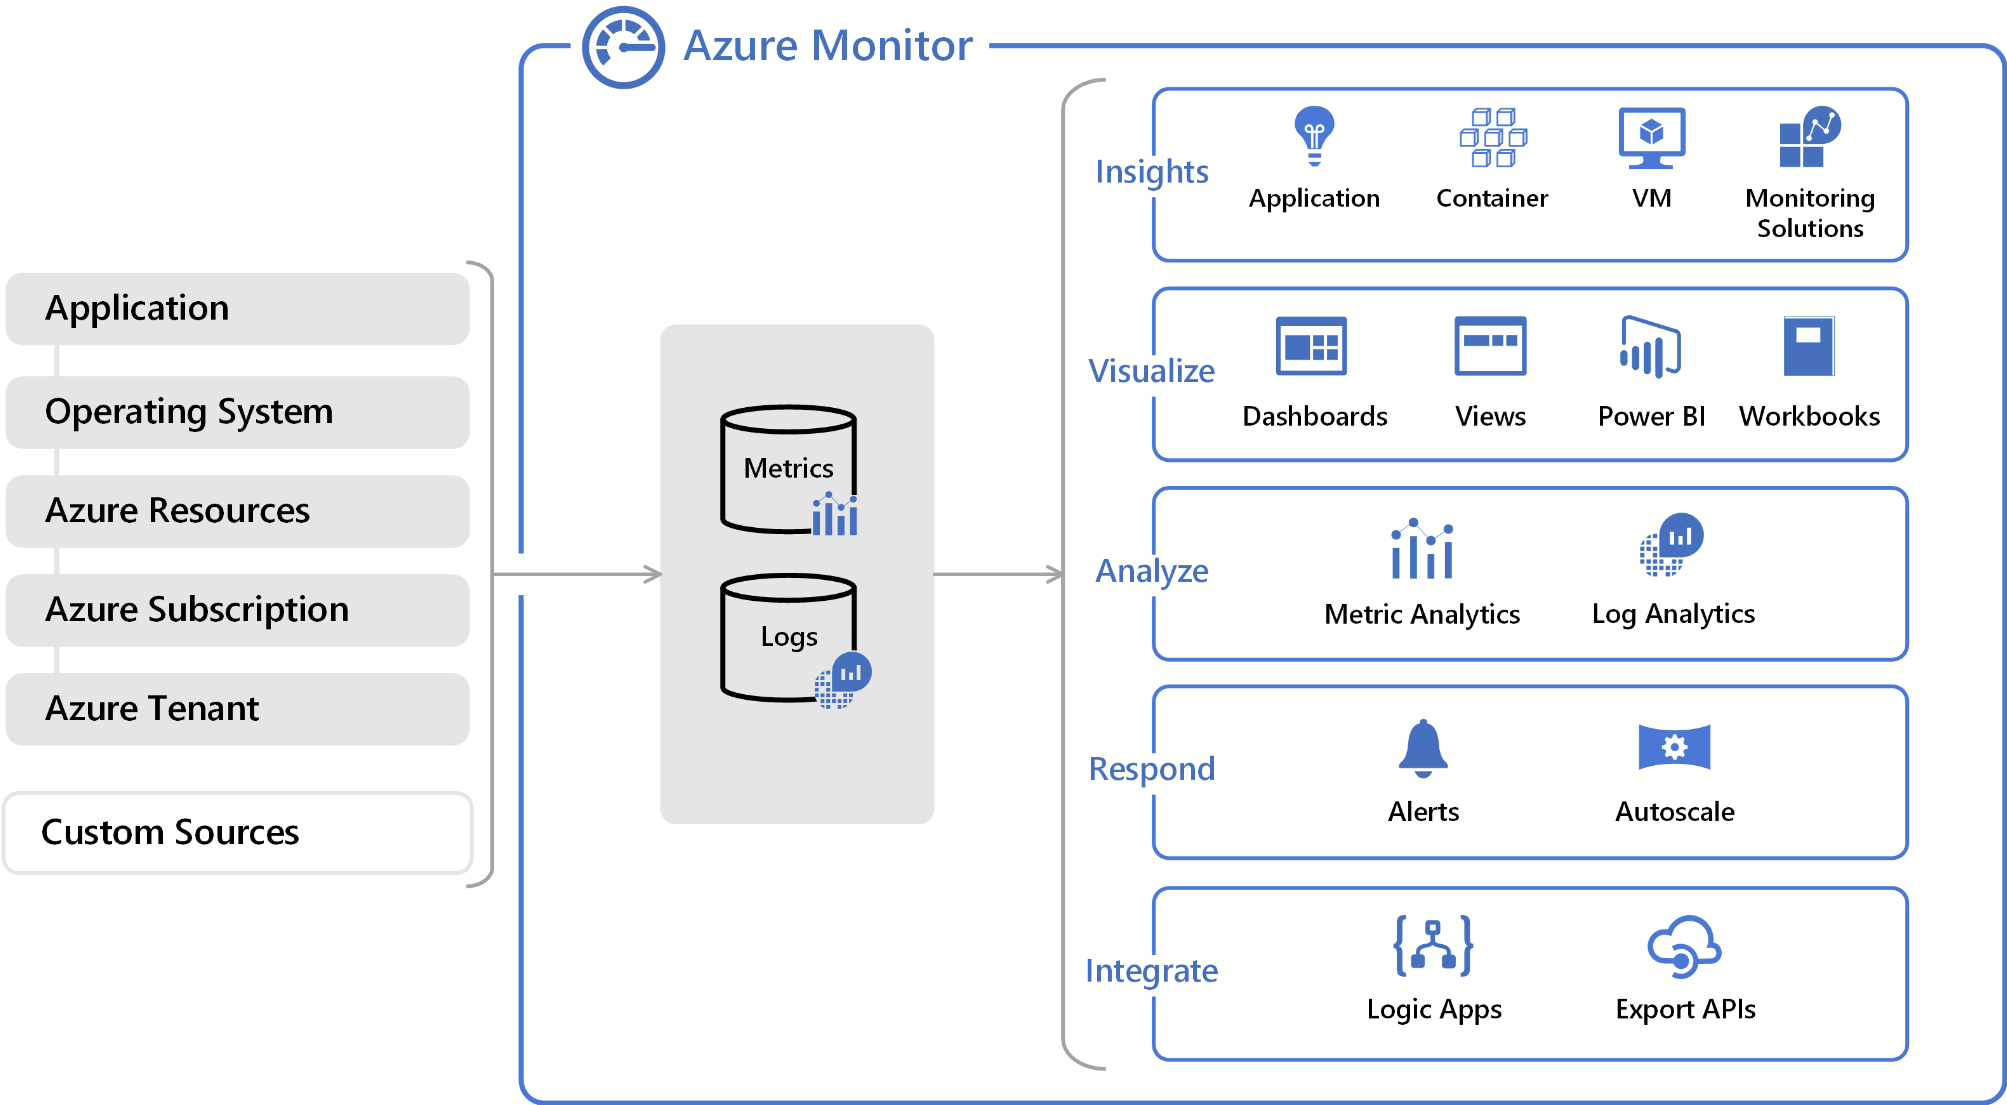 Azure Monitor
Application
Operating System
Azure Resources
Azure Subscription
Azure Tenant
Custom Sources
Metrics
Logs
Insights
Application
Container
VM
Monitoring
Solutions
Visualize
Dashboards
Views
Power BI
Workbooks
Analyze
Metric Analytics
Log Analytics
Respond
Alerts
Autoscale
Integrate
Logic Apps
Export APIs